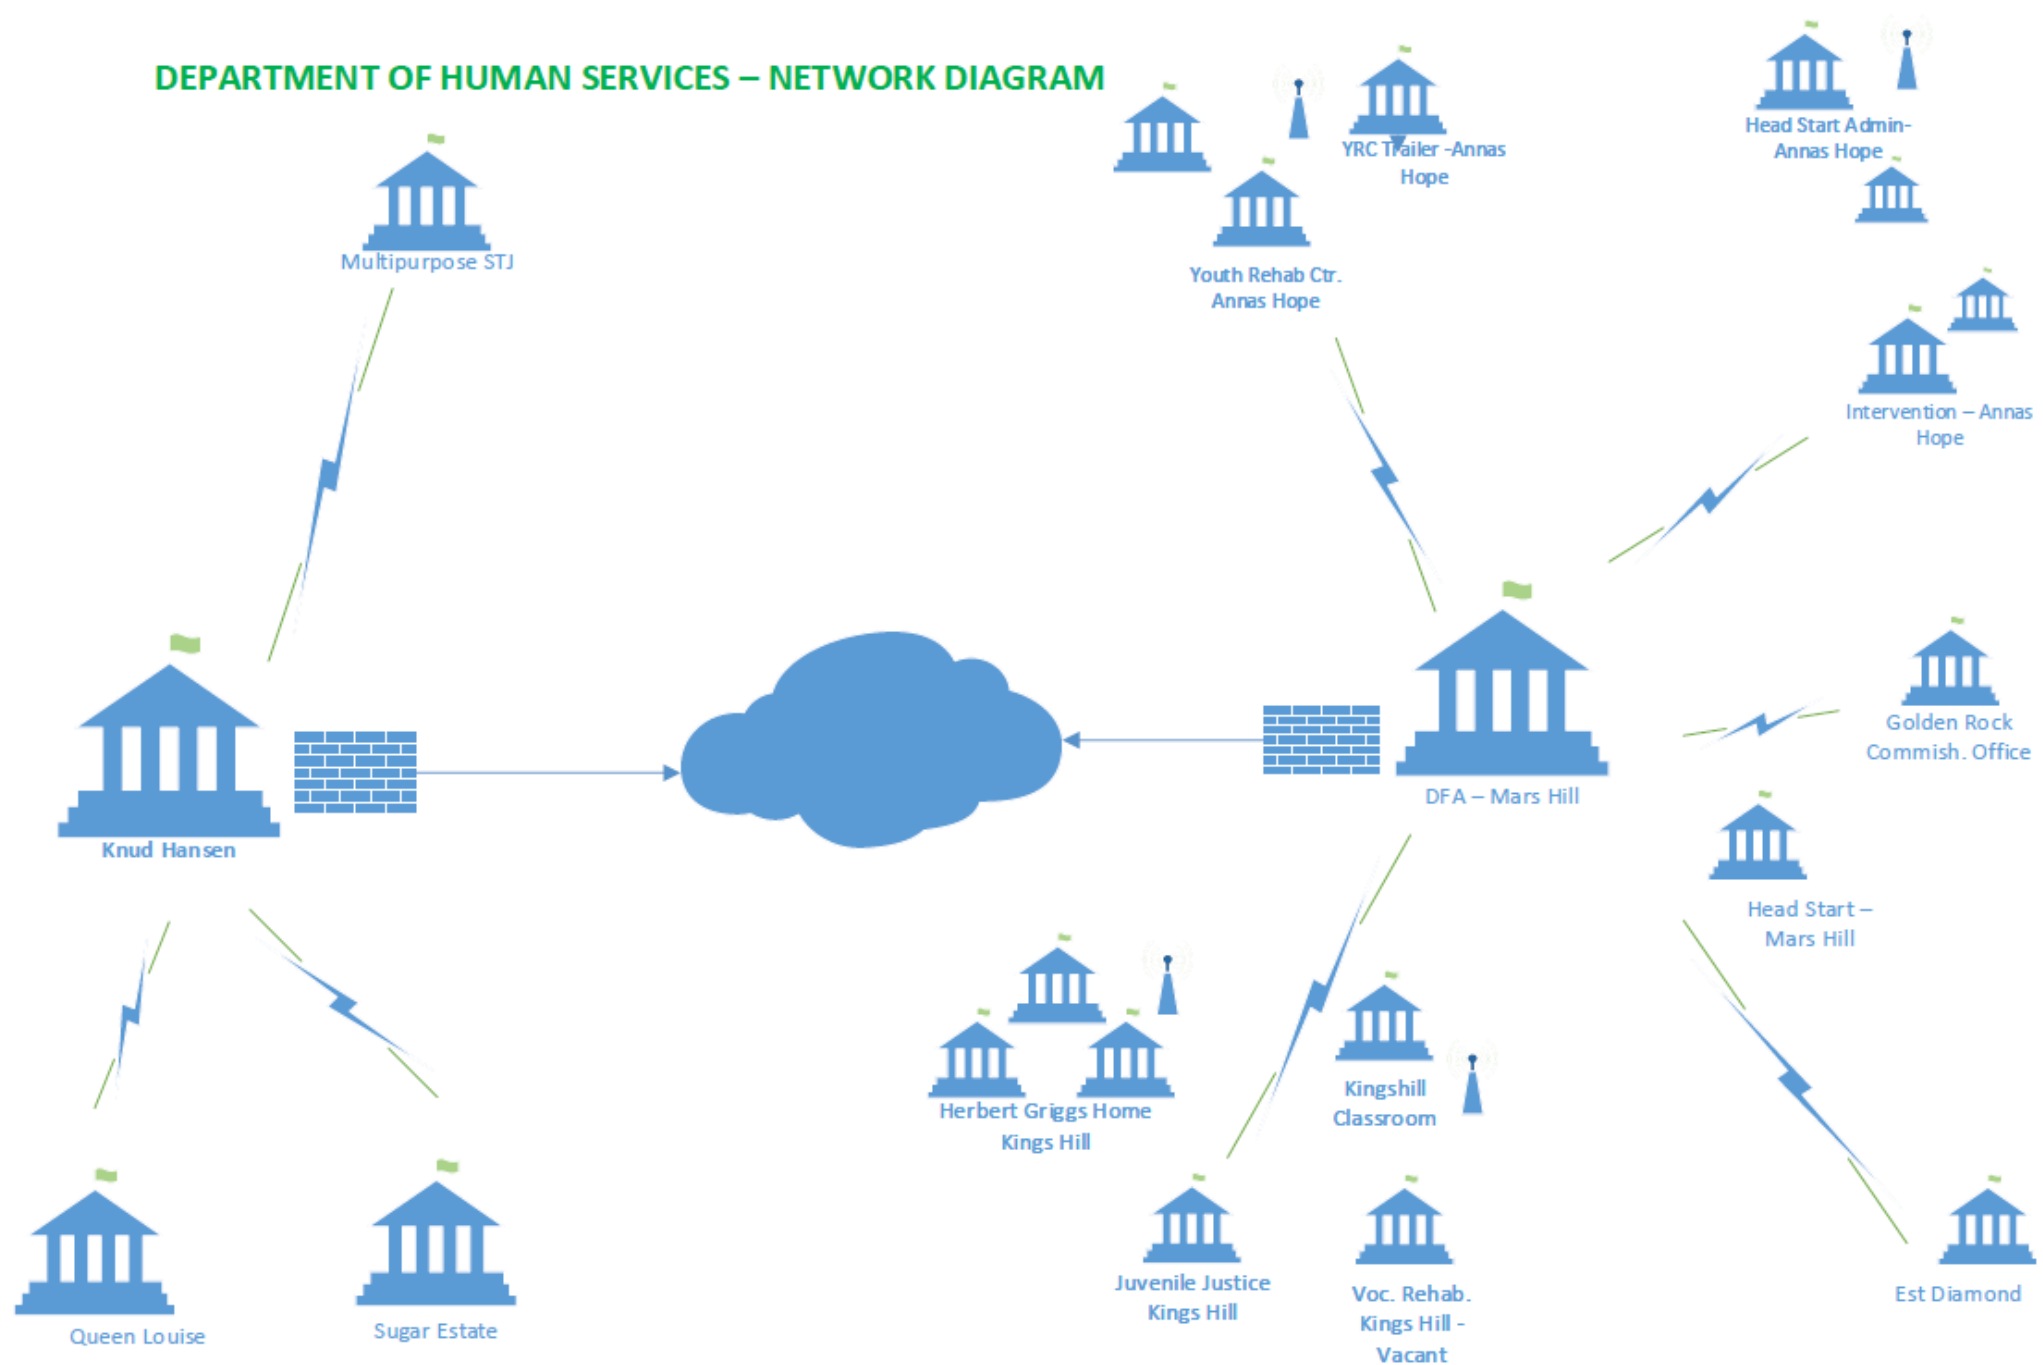 DEPARTMENT OF HUMAN SERVICES – NETWORK DIAGRAM
Multipurpose STJ
YRC Trailer -Annas
Hope
Head Start Admin-
Annas Hope
Youth Rehab Ctr.
Annas Hope
Intervention – Annas
Hope
Golden Rock
Commish. Office
DFA – Mars Hill
Knud Hansen
Head Start –
Mars Hill
Herbert Griggs Home
Kings Hill
Kingshill
Classroom
Juvenile Justice
Kings Hill
Voc. Rehab.
Kings Hill -
Vacant
Est Diamond
Queen Louise
Sugar Estate